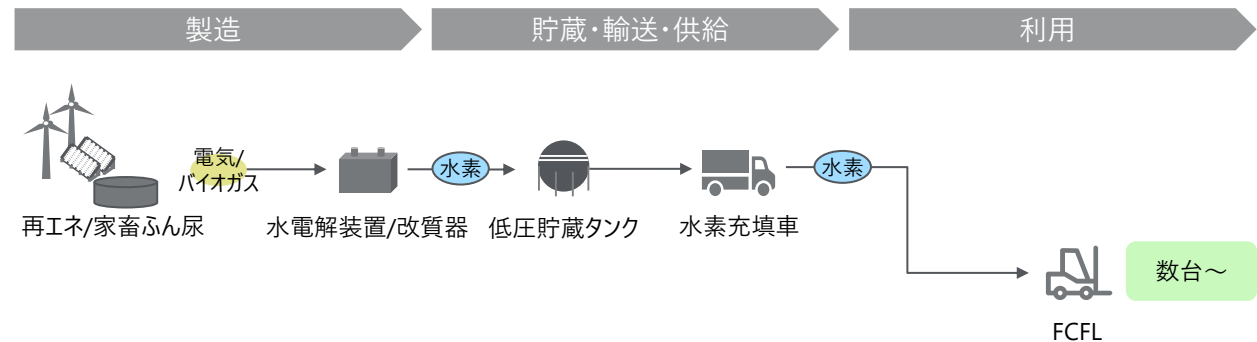 製造
貯蔵・輸送・供給
利用
電気/
バイオガス
水素
水素
再エネ/家畜ふん尿
水電解装置/改質器
低圧貯蔵タンク
水素充填車
数台~
FCFL